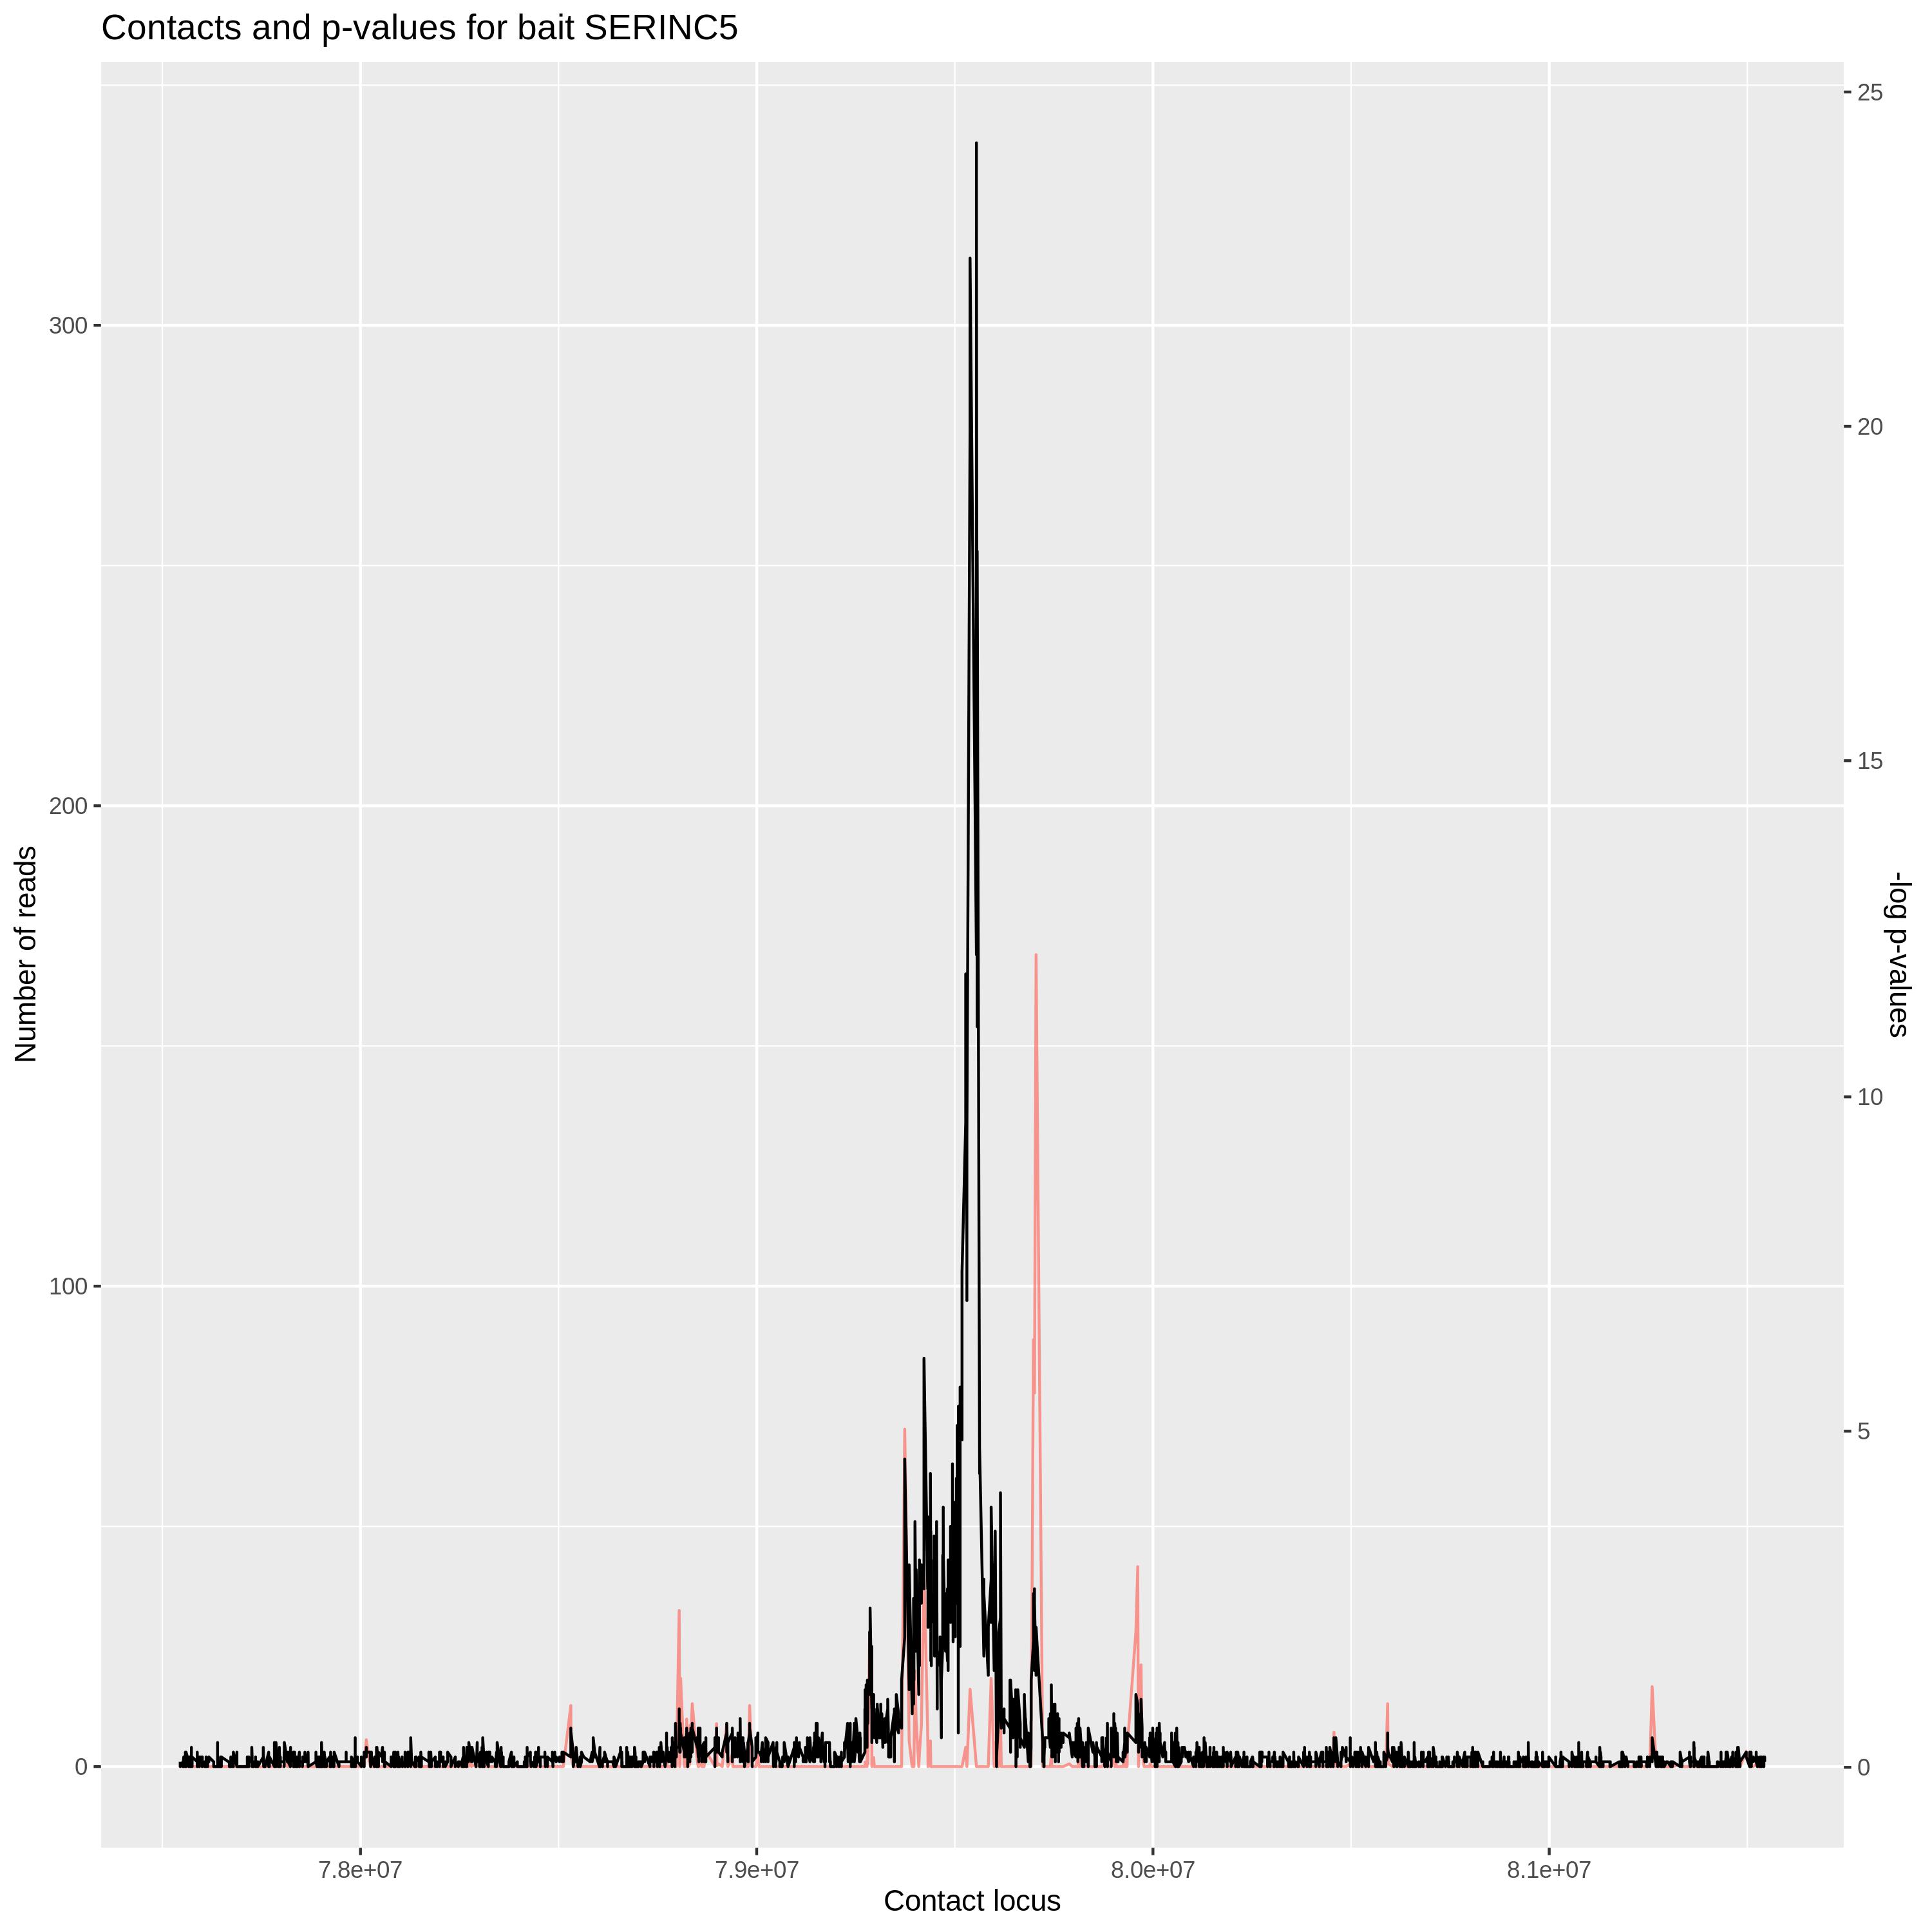 Contacts and p-values for bait SERINC5
300
200
100
0
Number of reads
25
20
15
10
5
0
-log p-values
7.8e+07
7.9e+07
8.0e+07
8.1e+07
Contact locus